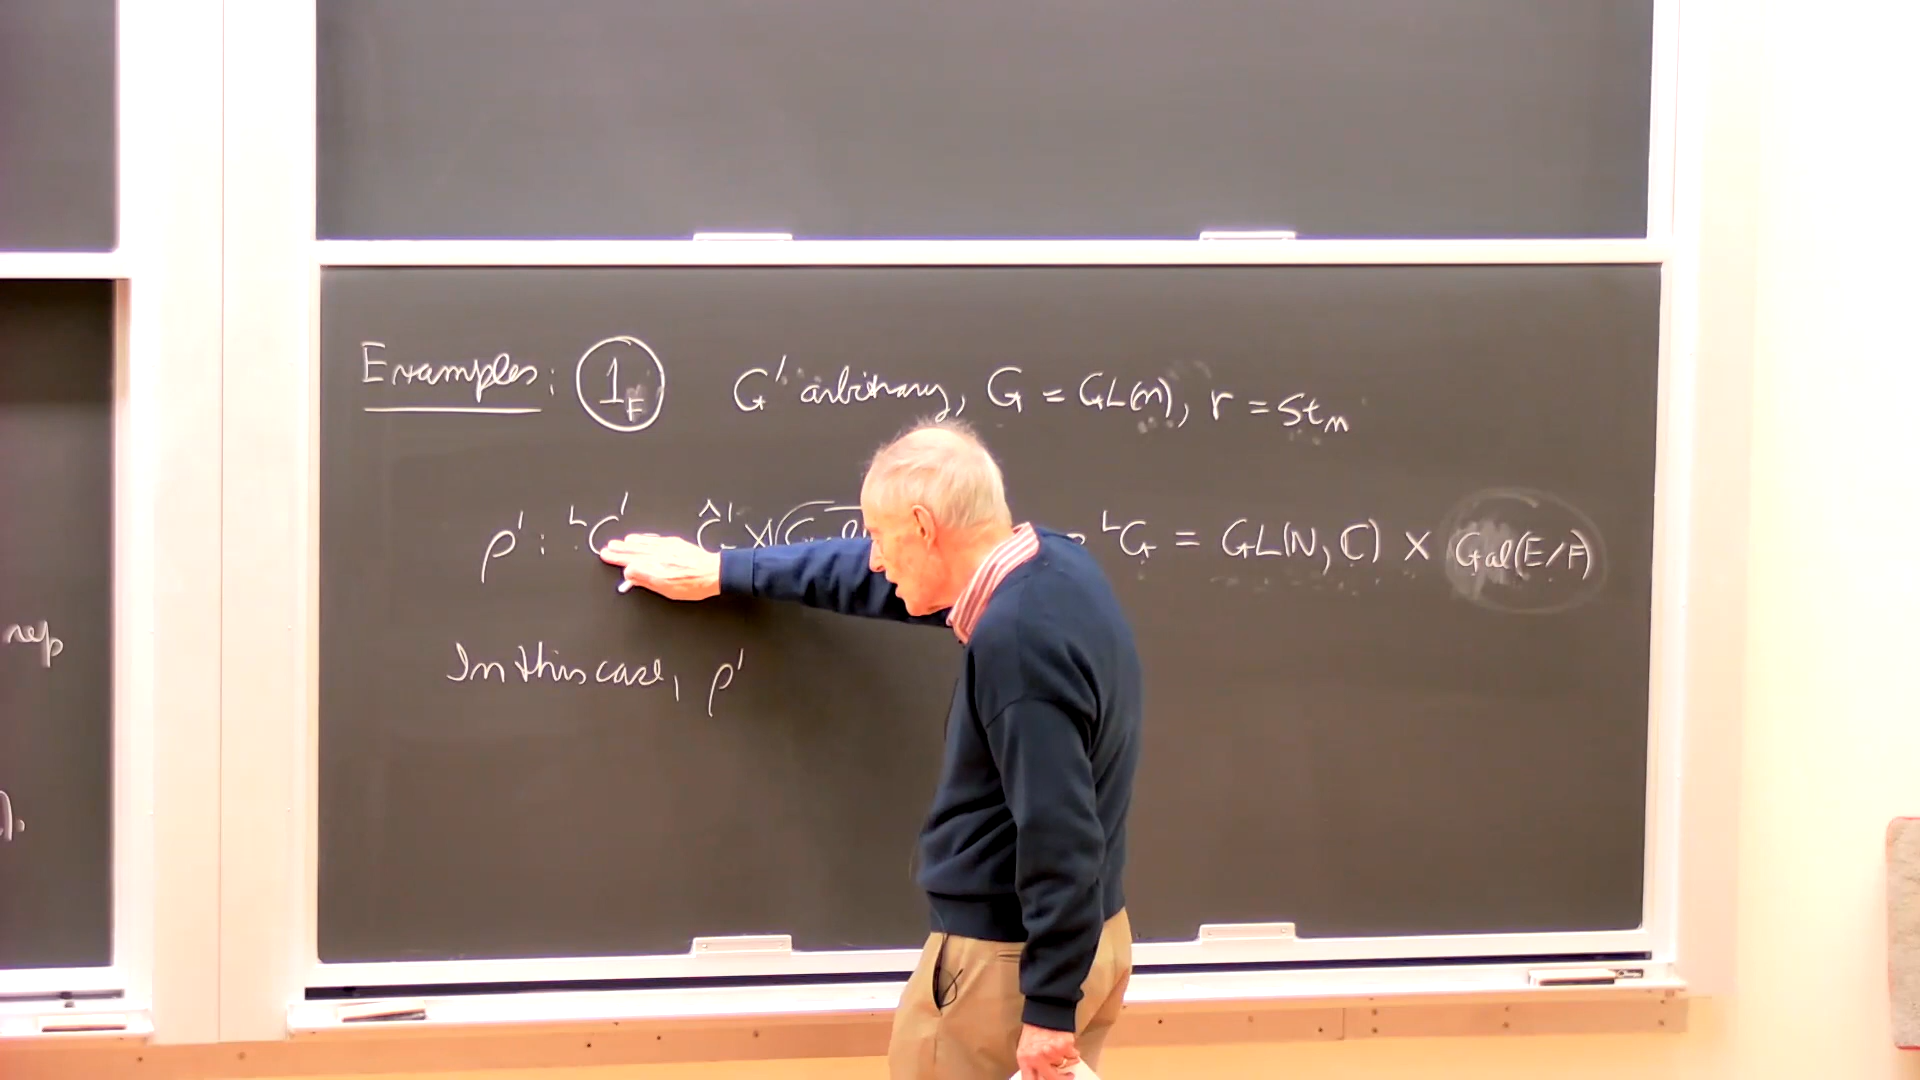 Examples: 1_F G' arbitrary, G = GL(n), r = St_n
ρ': ᴸG' Ĝ' ⋊ ᴸG = GL(N, ℂ) × Gal(E/F)
In this case, ρ'
rep
).